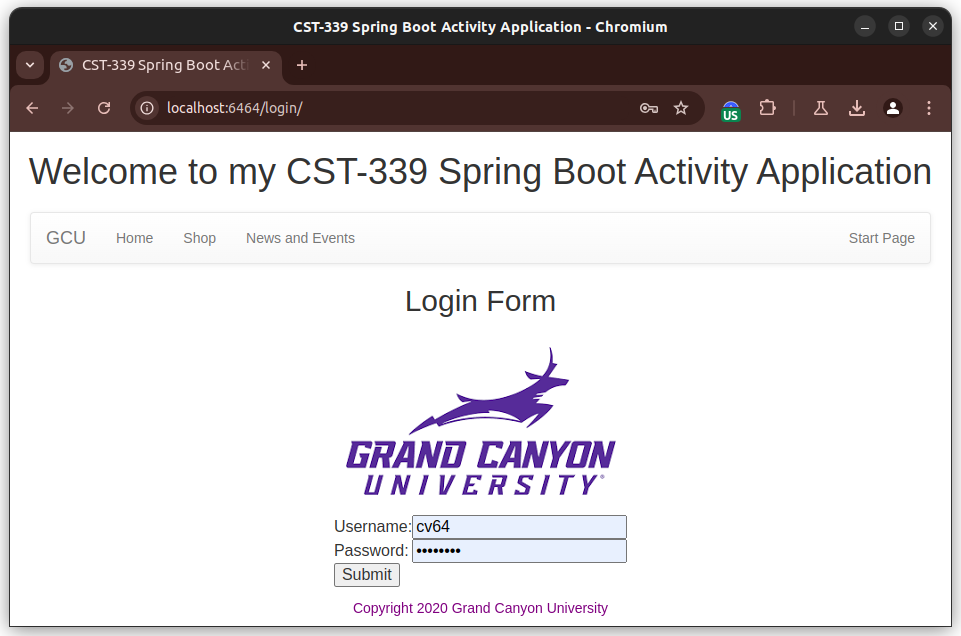 CST-339 Spring Boot Activity Application - Chromium
CST-339 Spring Boot Acti
localhost:6464/login/
US
Welcome to my CST-339 Spring Boot Activity Application
GCU Home Shop News and Events Start Page
Login Form
GRAND CANYON
UNIVERSITY®
Username: cv64
Password: ••••••••
Submit
Copyright 2020 Grand Canyon University